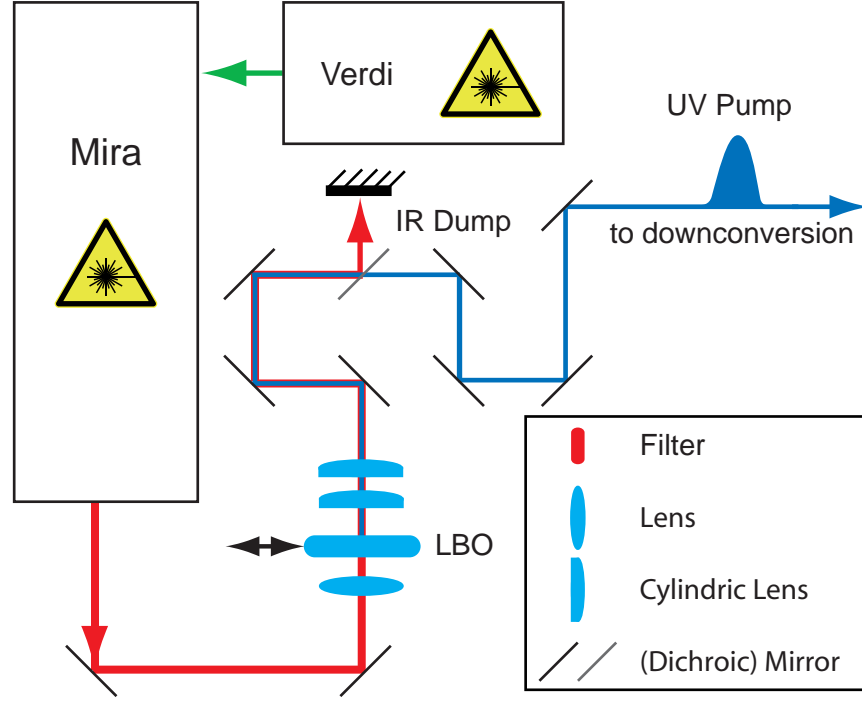 Verdi
Mira
UV Pump
IR Dump
to downconversion
LBO
Filter
Lens
Cylindric Lens
(Dichroic) Mirror